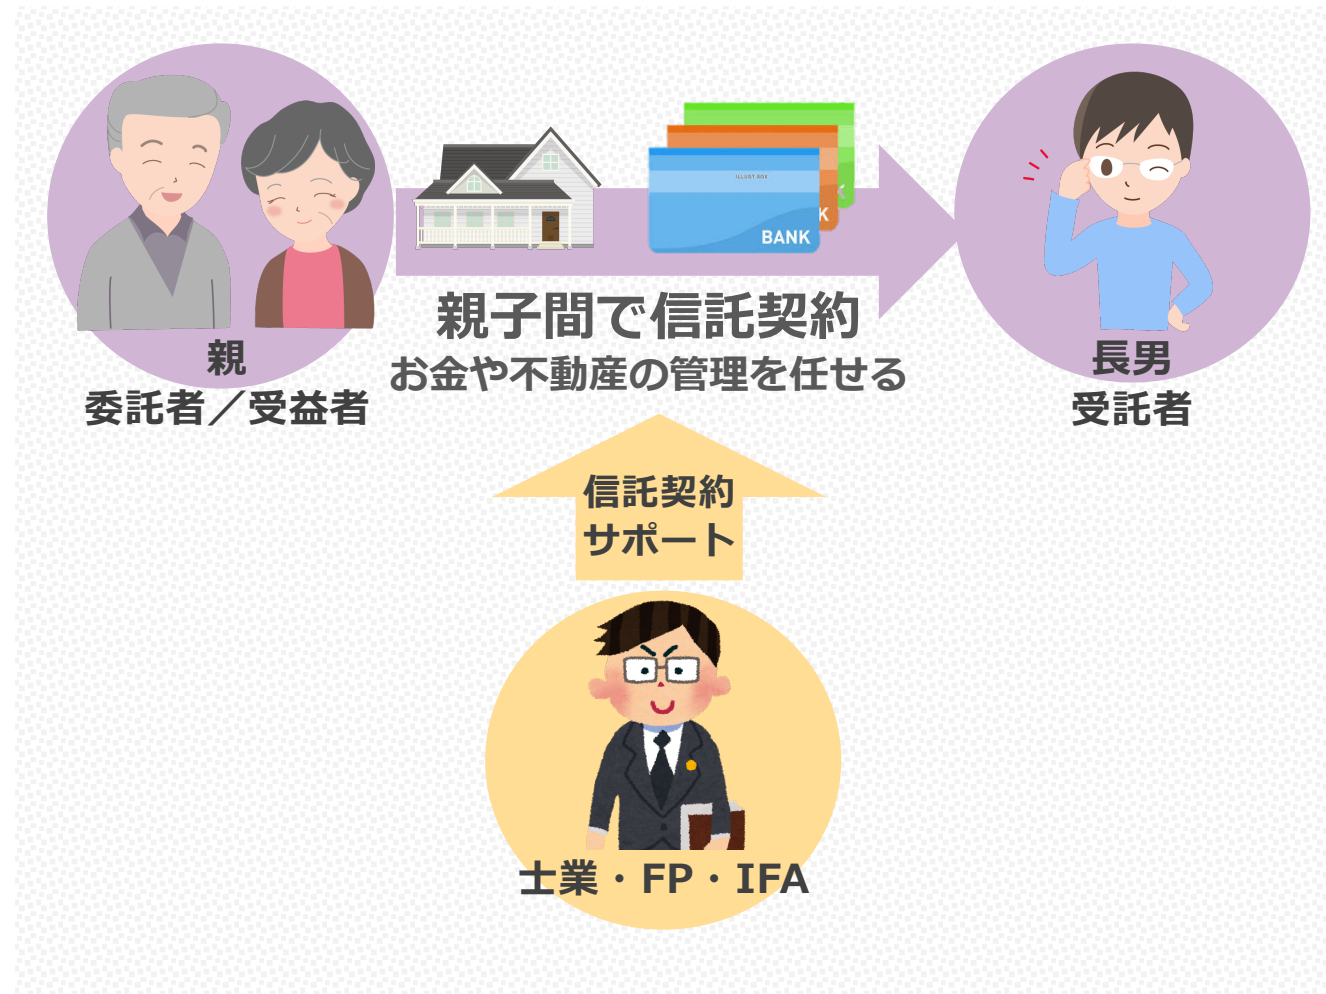 ILLUST BOX
BANK
K
K
親子間で信託契約
お金や不動産の管理を任せる
親
委託者／受益者
長男
受託者
信託契約
サポート
士業・FP・IFA